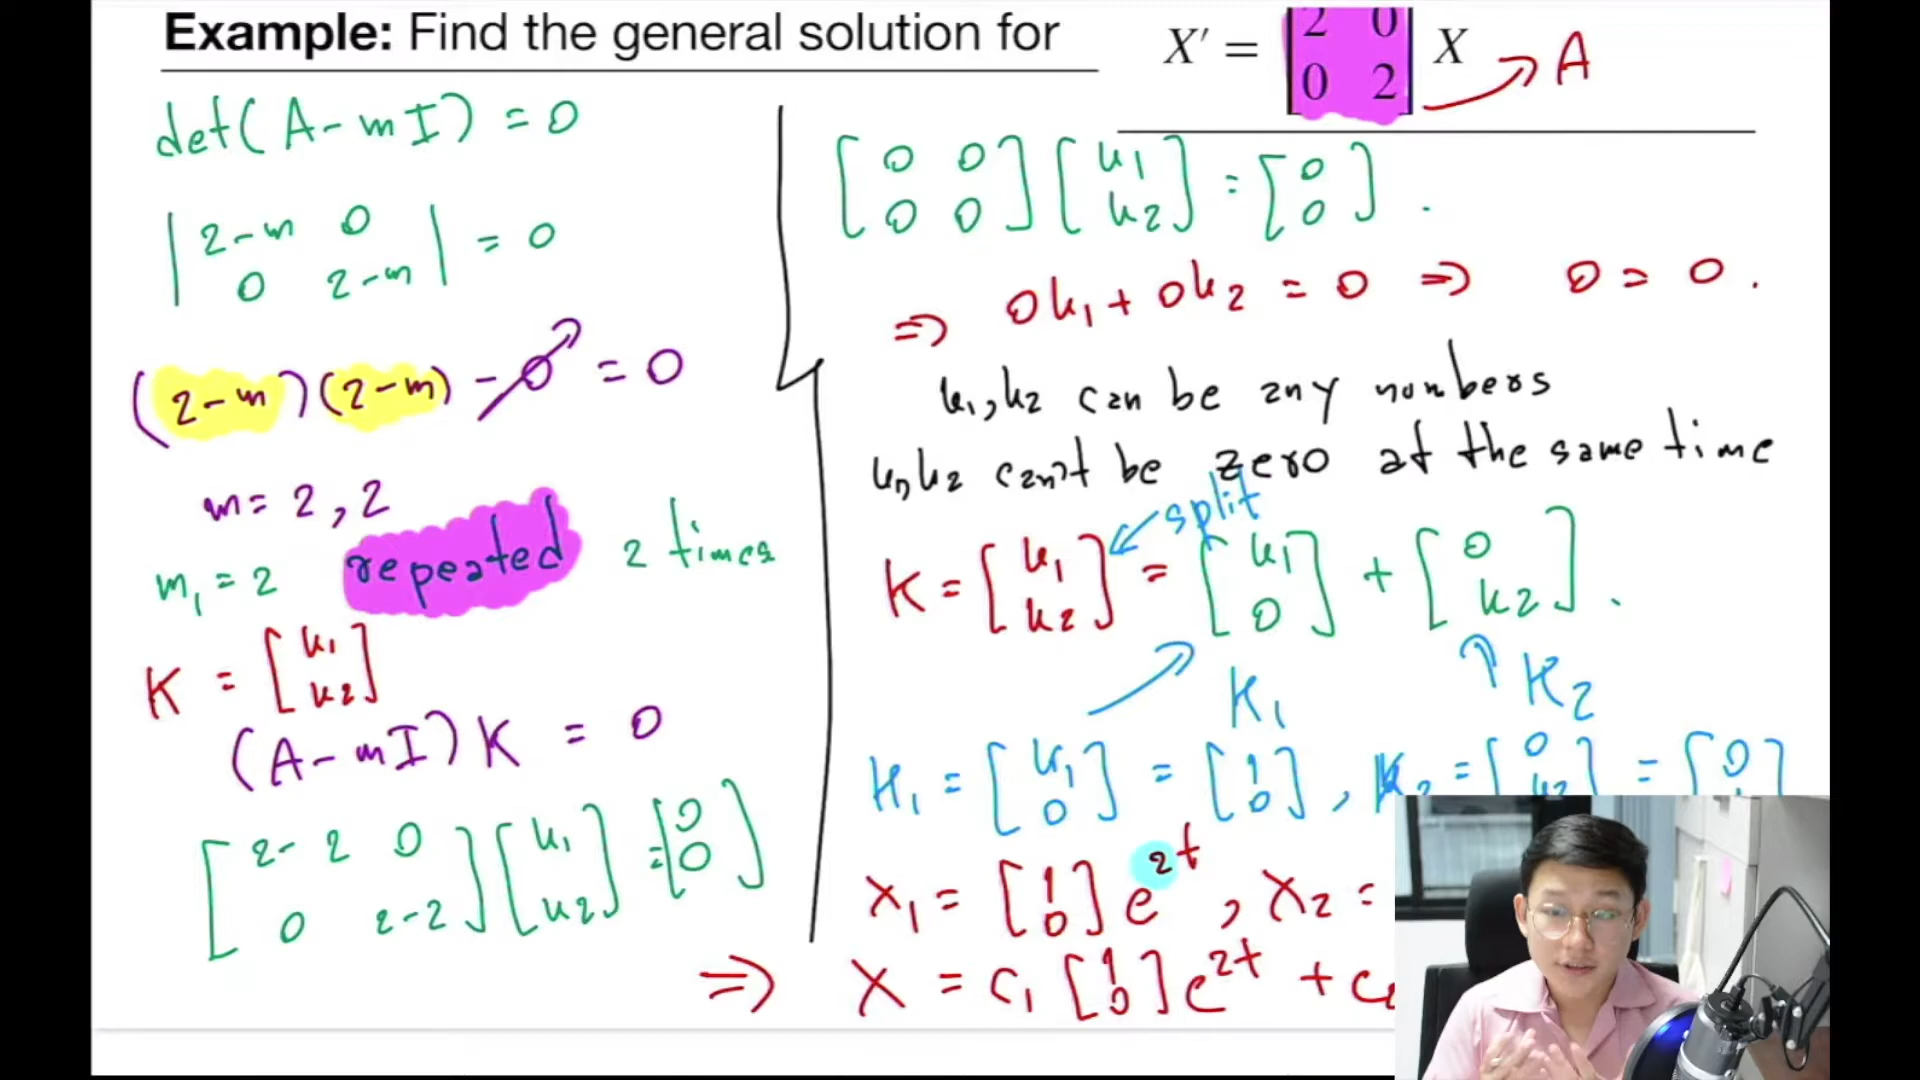 Example: Find the general solution for X′ = [2 0; 0 2] X → A
det(A-mI) = 0
|2-m 0; 0 2-m| = 0
(2-m)(2-m) - 0 = 0
m = 2, 2
m₁ = 2 repeated 2 times
K = [k₁; k₂]
(A-mI)K = 0
[2-2 0; 0 2-2] [k₁; k₂] = [0; 0]
[0 0; 0 0] [k₁; k₂] = [0; 0].
⇒ 0k₁ + 0k₂ = 0 ⇒ 0 = 0.
k₁, k₂ can be any numbers
k₁, k₂ can't be zero at the same time
split
K = [k₁; k₂] = [k₁; 0] + [0; k₂].
K₁ K₂
K₁ = [k₁; 0] = [1; 0], K₂ = [0; k₂] = [0;
X₁ = [1; 0] e^2t, X₂ =
⇒ X = c₁ [1; 0] e^2t + c₂